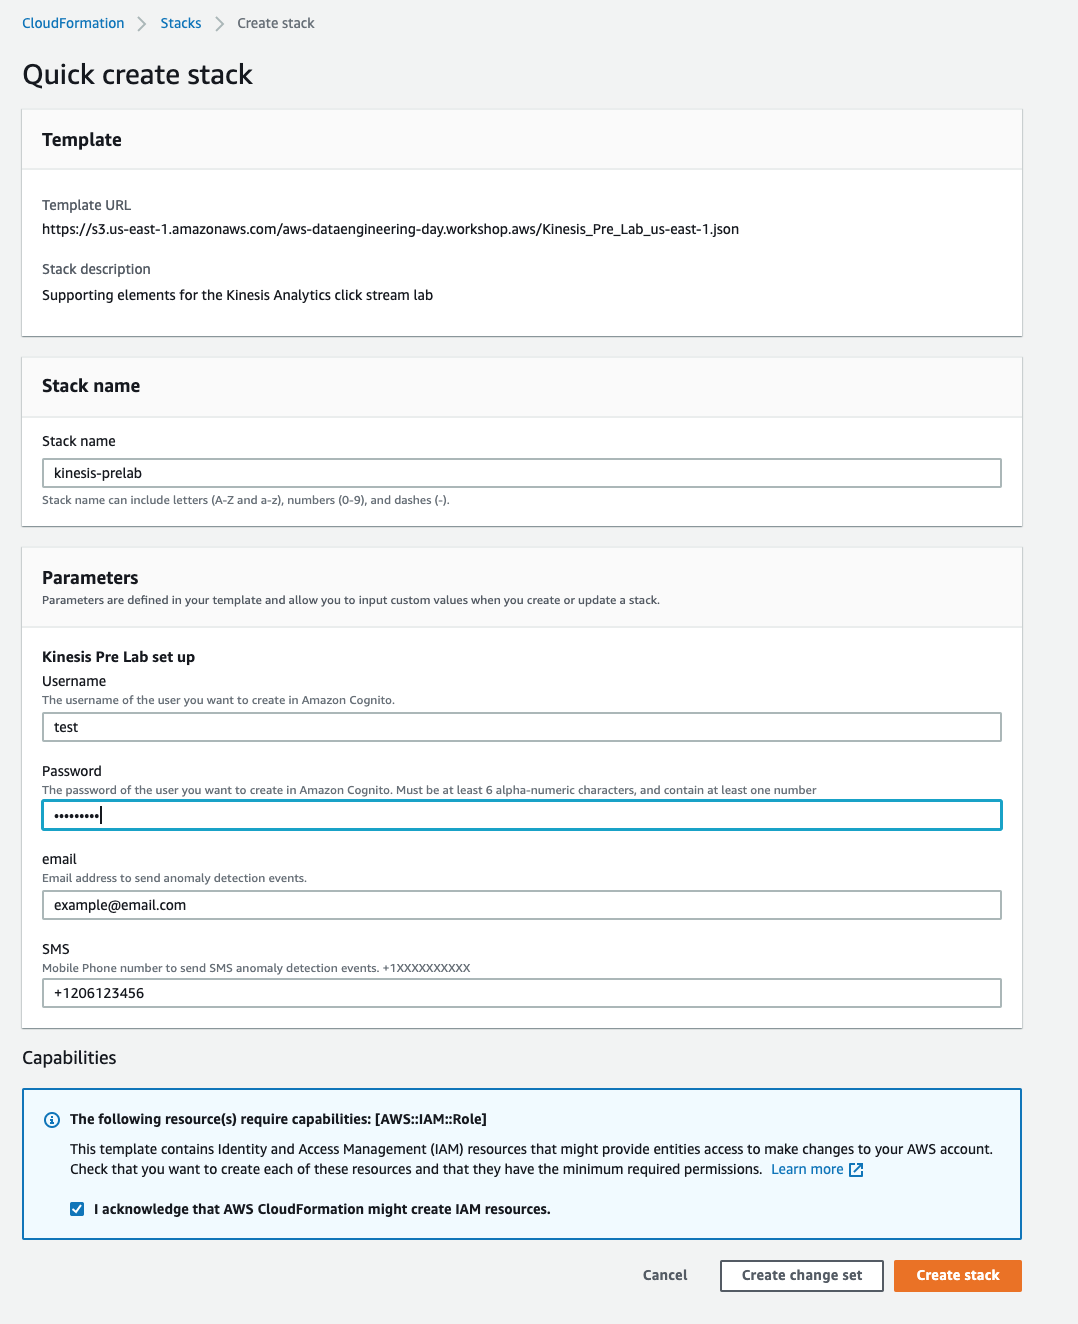 CloudFormation > Stacks > Create stack
Quick create stack
Template
Template URL
https://s3.us-east-1.amazonaws.com/aws-dataengineering-day.workshop.aws/Kinesis_Pre_Lab_us-east-1.json
Stack description
Supporting elements for the Kinesis Analytics click stream lab
Stack name
Stack name
kinesis-prelab
Stack name can include letters (A-Z and a-z), numbers (0-9), and dashes (-).
Parameters
Parameters are defined in your template and allow you to input custom values when you create or update a stack.
Kinesis Pre Lab set up
Username
The username of the user you want to create in Amazon Cognito.
test
Password
The password of the user you want to create in Amazon Cognito. Must be at least 6 alpha-numeric characters, and contain at least one number
•••••••••
email
Email address to send anomaly detection events.
example@email.com
SMS
Mobile Phone number to send SMS anomaly detection events. +1XXXXXXXXXX
+1206123456
Capabilities
The following resource(s) require capabilities: [AWS::IAM::Role]
This template contains Identity and Access Management (IAM) resources that might provide entities access to make changes to your AWS account.
Check that you want to create each of these resources and that they have the minimum required permissions. Learn more
I acknowledge that AWS CloudFormation might create IAM resources.
Cancel Create change set Create stack